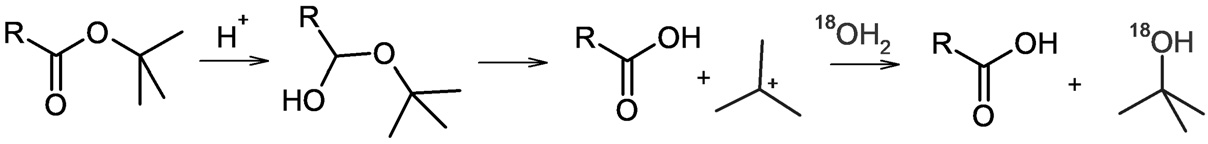 R O O H+ R O HO R OH O + + 18OH2 R OH O + 18OH